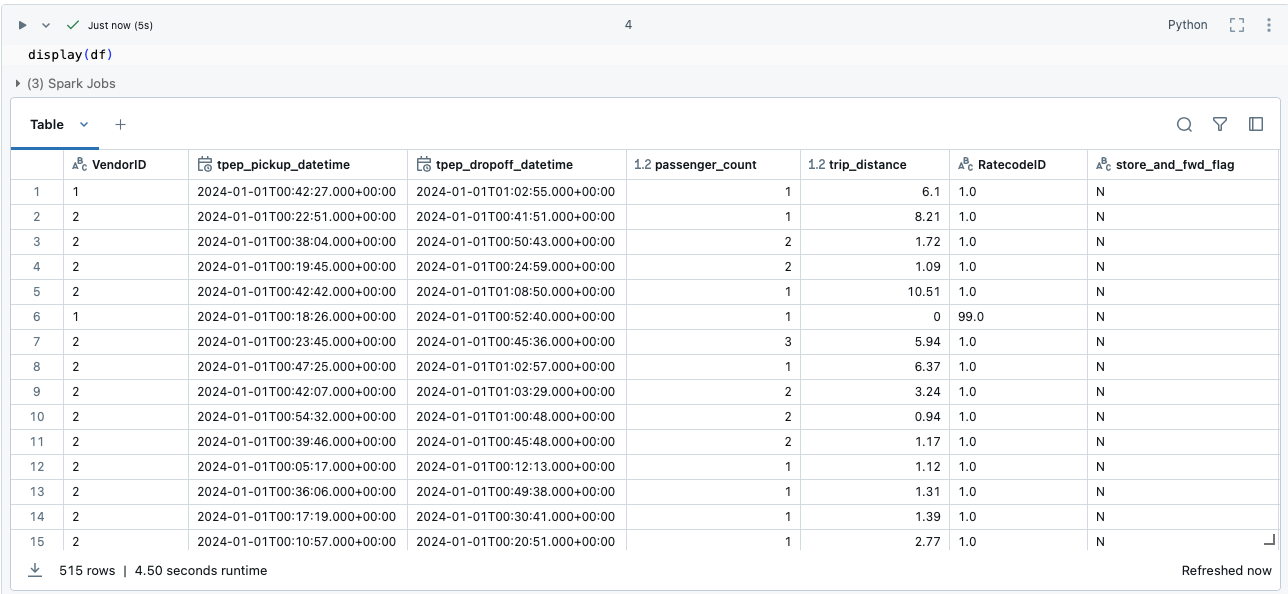 Just now (5s) 4 Python
display(df)
(3) Spark Jobs
Table +
ABC VendorID tpep_pickup_datetime tpep_dropoff_datetime 1.2 passenger_count 1.2 trip_distance ABC RatecodeID ABC store_and_fwd_flag
1 1 2024-01-01T00:42:27.000+00:00 2024-01-01T01:02:55.000+00:00 1 6.1 1.0 N
2 2 2024-01-01T00:22:51.000+00:00 2024-01-01T00:41:51.000+00:00 1 8.21 1.0 N
3 2 2024-01-01T00:38:04.000+00:00 2024-01-01T00:50:43.000+00:00 2 1.72 1.0 N
4 2 2024-01-01T00:19:45.000+00:00 2024-01-01T00:24:59.000+00:00 2 1.09 1.0 N
5 2 2024-01-01T00:42:42.000+00:00 2024-01-01T01:08:50.000+00:00 1 10.51 1.0 N
6 1 2024-01-01T00:18:26.000+00:00 2024-01-01T00:52:40.000+00:00 1 0 99.0 N
7 2 2024-01-01T00:23:45.000+00:00 2024-01-01T00:45:36.000+00:00 3 5.94 1.0 N
8 2 2024-01-01T00:47:25.000+00:00 2024-01-01T01:02:57.000+00:00 1 6.37 1.0 N
9 2 2024-01-01T00:42:07.000+00:00 2024-01-01T01:03:29.000+00:00 2 3.24 1.0 N
10 2 2024-01-01T00:54:32.000+00:00 2024-01-01T01:00:48.000+00:00 2 0.94 1.0 N
11 2 2024-01-01T00:39:46.000+00:00 2024-01-01T00:45:48.000+00:00 2 1.17 1.0 N
12 2 2024-01-01T00:05:17.000+00:00 2024-01-01T00:12:13.000+00:00 1 1.12 1.0 N
13 2 2024-01-01T00:36:06.000+00:00 2024-01-01T00:49:38.000+00:00 1 1.31 1.0 N
14 2 2024-01-01T00:17:19.000+00:00 2024-01-01T00:30:41.000+00:00 1 1.39 1.0 N
15 2 2024-01-01T00:10:57.000+00:00 2024-01-01T00:20:51.000+00:00 1 2.77 1.0 N
515 rows | 4.50 seconds runtime Refreshed now